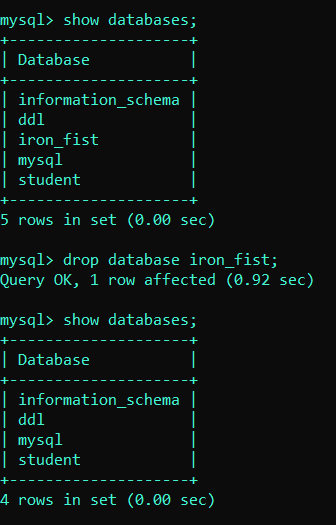 mysql> show databases;
+--------------------+
| Database           |
+--------------------+
| information_schema |
| ddl                |
| iron_fist          |
| mysql              |
| student            |
+--------------------+
5 rows in set (0.00 sec)
mysql> drop database iron_fist;
Query OK, 1 row affected (0.92 sec)
mysql> show databases;
+--------------------+
| Database           |
+--------------------+
| information_schema |
| ddl                |
| mysql              |
| student            |
+--------------------+
4 rows in set (0.00 sec)